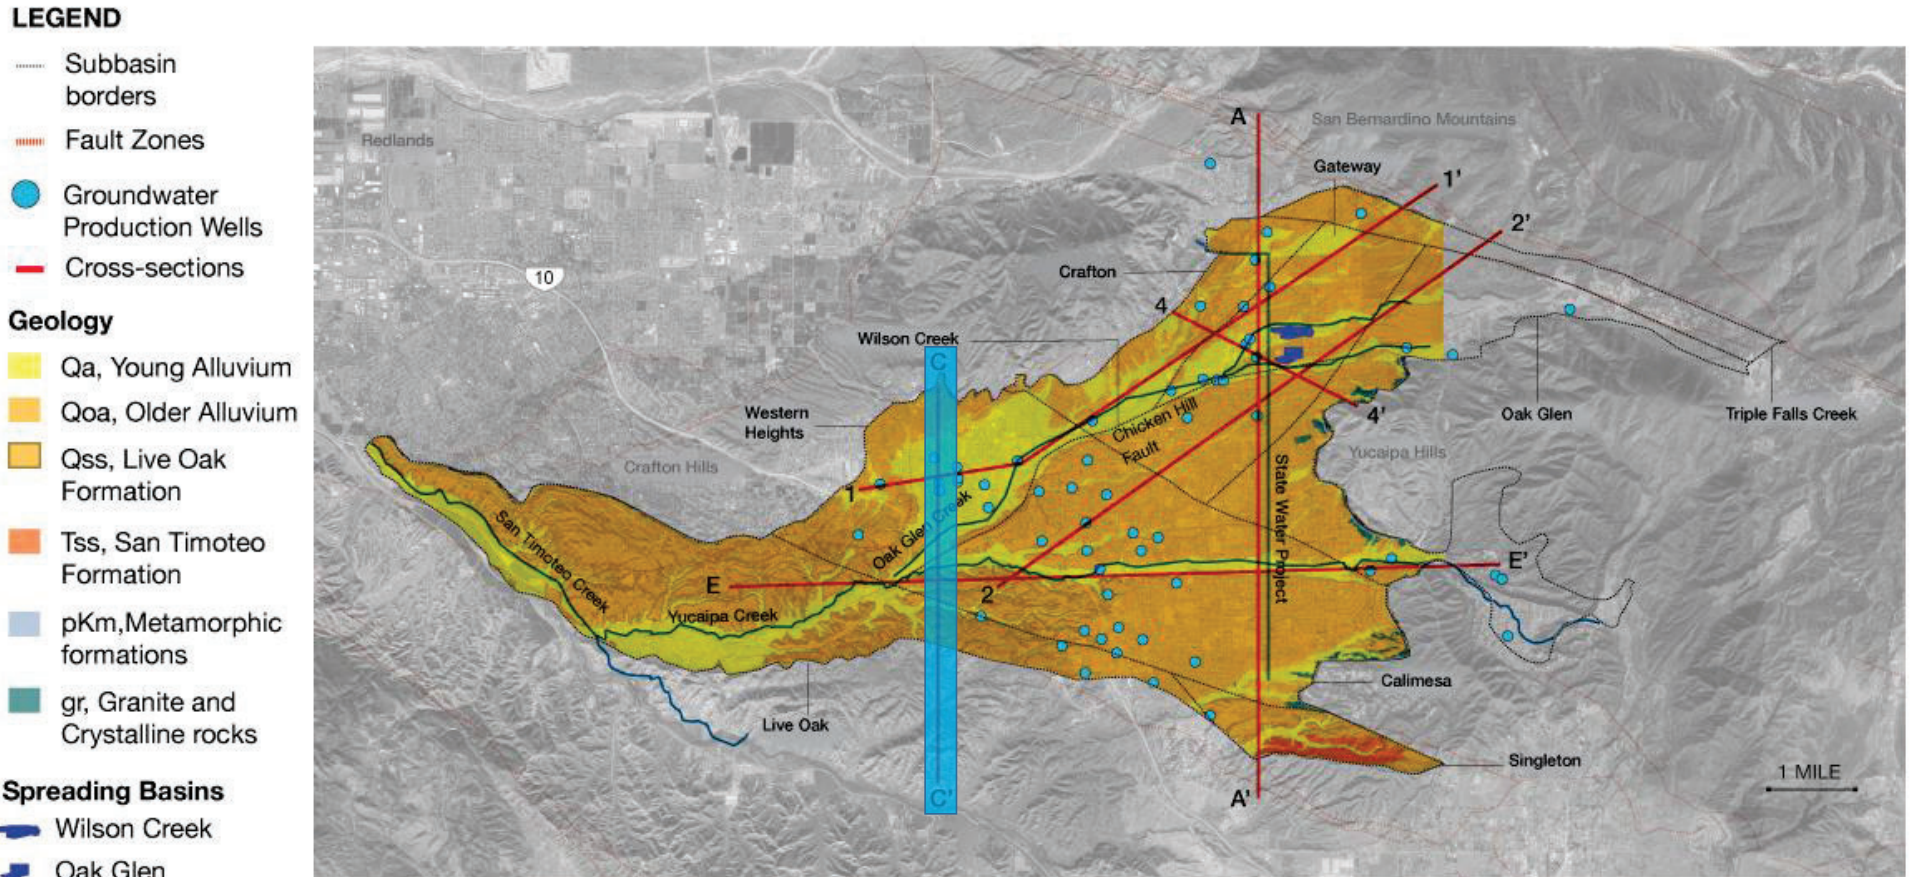 LEGEND
Subbasin
borders
Fault Zones
Groundwater
Production Wells
Cross-sections
Geology
Qa, Young Alluvium
Qoa, Older Alluvium
Qss, Live Oak
Formation
Tss, San Timoteo
Formation
pKm,Metamorphic
formations
gr, Granite and
Crystalline rocks
Spreading Basins
Wilson Creek
Oak Glen
A
San Bernardino Mountains
Redlands
Gateway
1'
2'
10
Crafton
4
Wilson Creek
C
Western
Heights
Chicken Hill
Fault
4'
Oak Glen
Triple Falls Creek
Crafton Hills
Yucaipa Hills
1
State Water Project
San Timoteo Creek
Oak Glen Creek
E
E'
2
Yucaipa Creek
Calimesa
Live Oak
Singleton
1 MILE
C'
A'